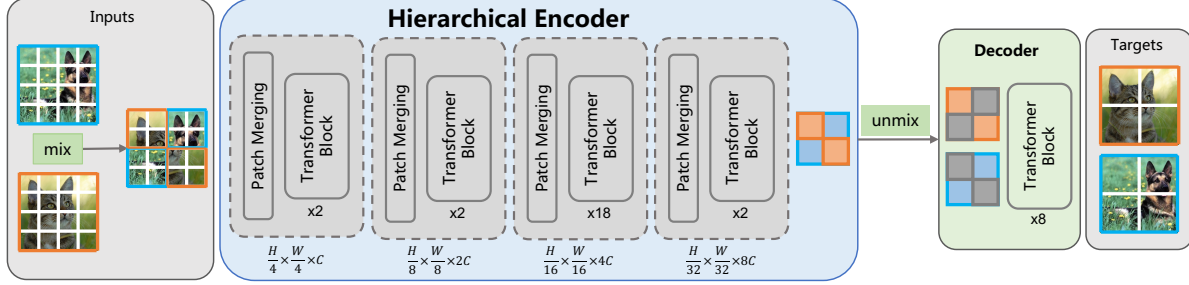 Inputs
mix
Hierarchical Encoder
Patch Merging
Transformer
Block
x2
H/4 × W/4 ×C
Patch Merging
Transformer
Block
x2
H/8 × W/8 ×2C
Patch Merging
Transformer
Block
x18
H/16 × W/16 ×4C
Patch Merging
Transformer
Block
x2
H/32 × W/32 ×8C
unmix
Decoder
Transformer
Block
x8
Targets